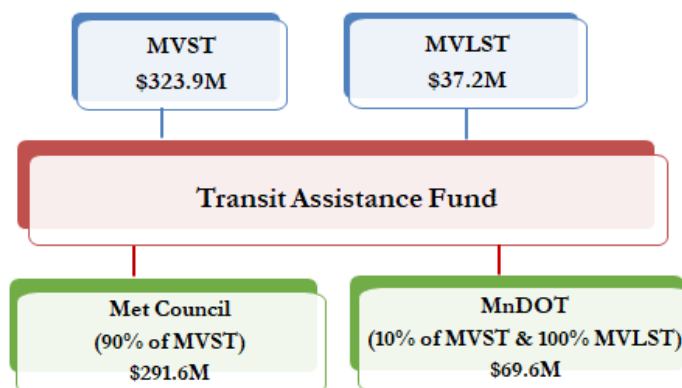 MVST
$323.9M
MVLST
$37.2M
Transit Assistance Fund
Met Council
(90% of MVST)
$291.6M
MnDOT
(10% of MVST & 100% MVLST)
$69.6M